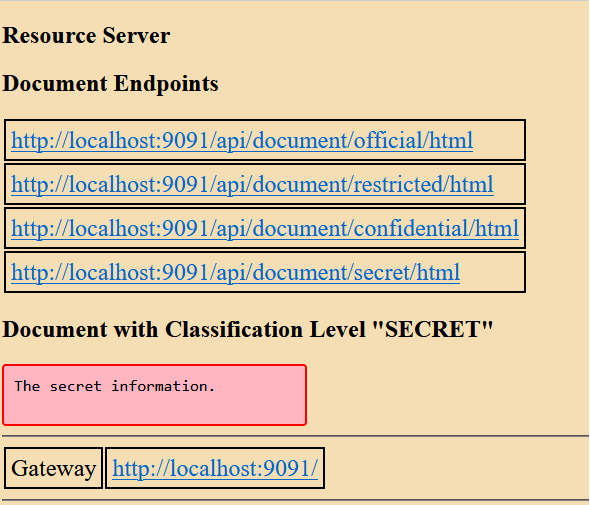 Resource Server
Document Endpoints
http://localhost:9091/api/document/official/html
http://localhost:9091/api/document/restricted/html
http://localhost:9091/api/document/confidential/html
http://localhost:9091/api/document/secret/html
Document with Classification Level "SECRET"
The secret information.
Gateway http://localhost:9091/